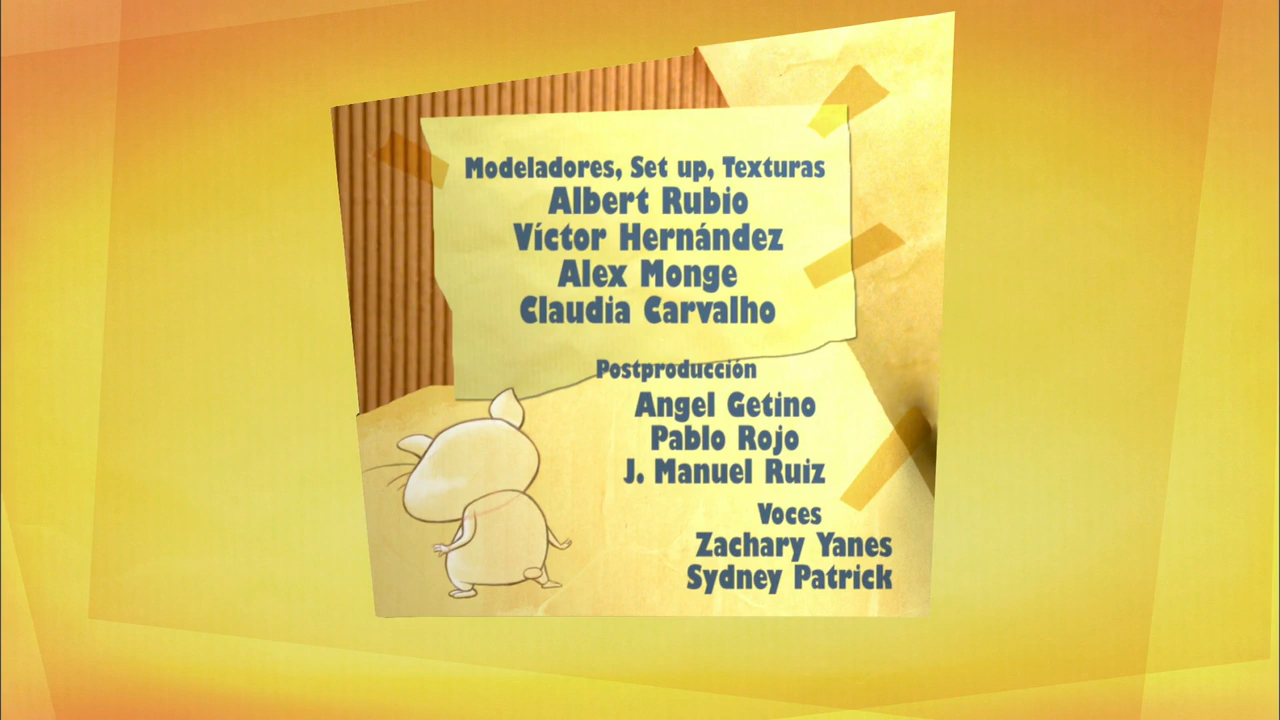 Modeladores, Set up, Texturas
Albert Rubio
Víctor Hernández
Alex Monge
Claudia Carvalho
Postproducción
Angel Getino
Pablo Rojo
J. Manuel Ruiz
Voces
Zachary Yanes
Sydney Patrick